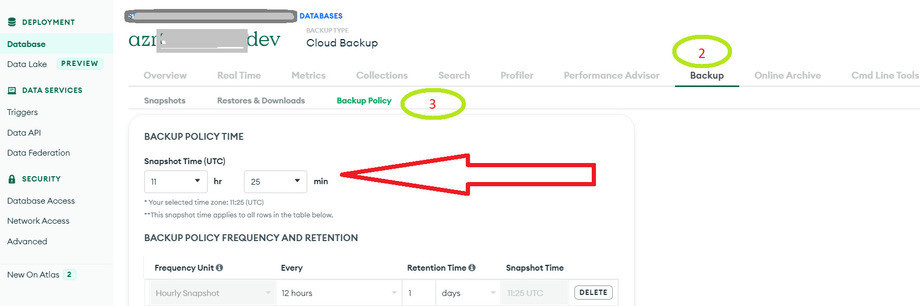 DEPLOYMENT
Database
Data Lake PREVIEW
DATA SERVICES
Triggers
Data API
Data Federation
SECURITY
Database Access
Network Access
Advanced
New On Atlas 2
DATABASES
dev
BACKUP TYPE
Cloud Backup
2
Overview Real Time Metrics Collections Search Profiler Performance Advisor Backup Online Archive Cmd Line Tools
Snapshots Restores & Downloads Backup Policy 3
BACKUP POLICY TIME
Snapshot Time (UTC)
11 hr 25 min
* Your selected time zone: 11:25 (UTC)
**This snapshot time applies to all rows in the table below.
BACKUP POLICY FREQUENCY AND RETENTION
Frequency Unit Every Retention Time Snapshot Time
Hourly Snapshot 12 hours 1 days 11:25 UTC DELETE